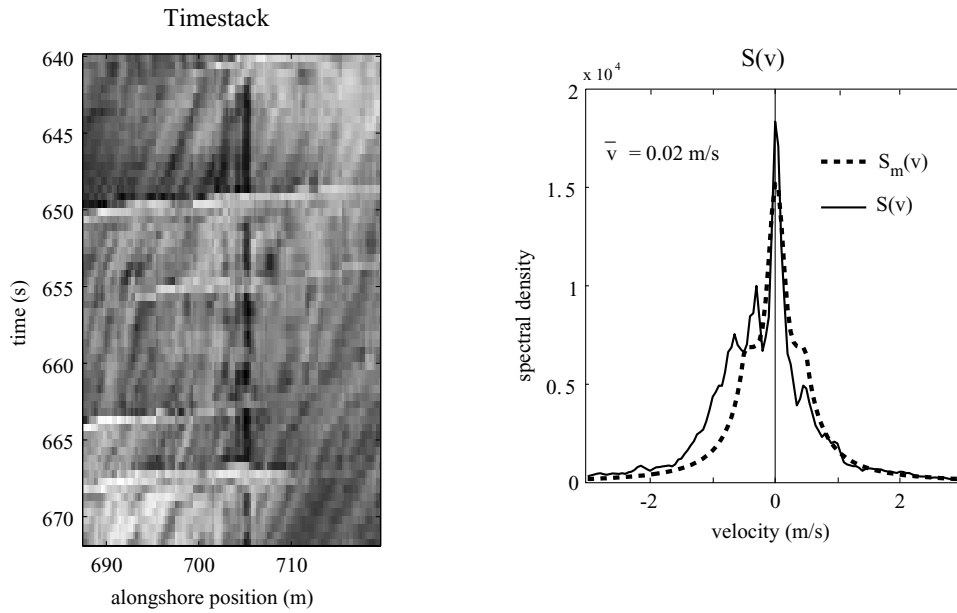 Timestack
640
645
650
655
660
665
670
time (s)
690 700 710
alongshore position (m)
S(v)
x 10^4
2
1.5
1
0.5
0
spectral density
v̅ = 0.02 m/s
S_m(v)
S(v)
-2 0 2
velocity (m/s)